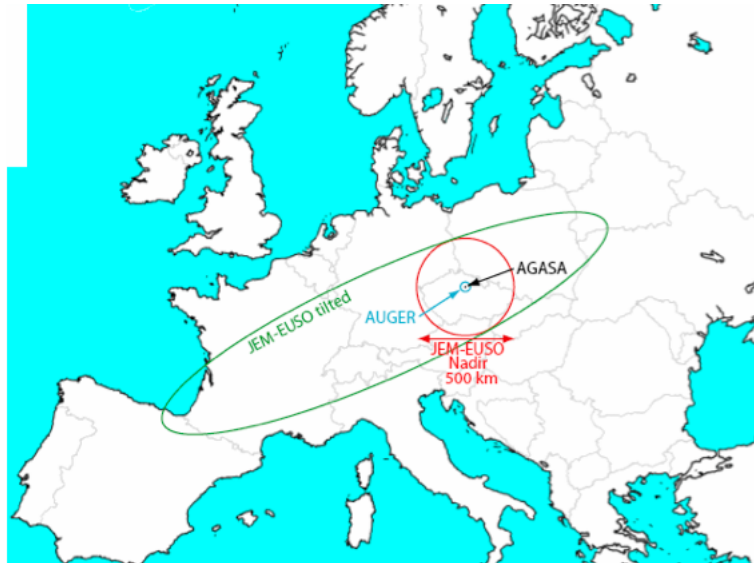 AGASA
AUGER
JEM-EUSO tilted
JEM-EUSO
Nadir
500 km